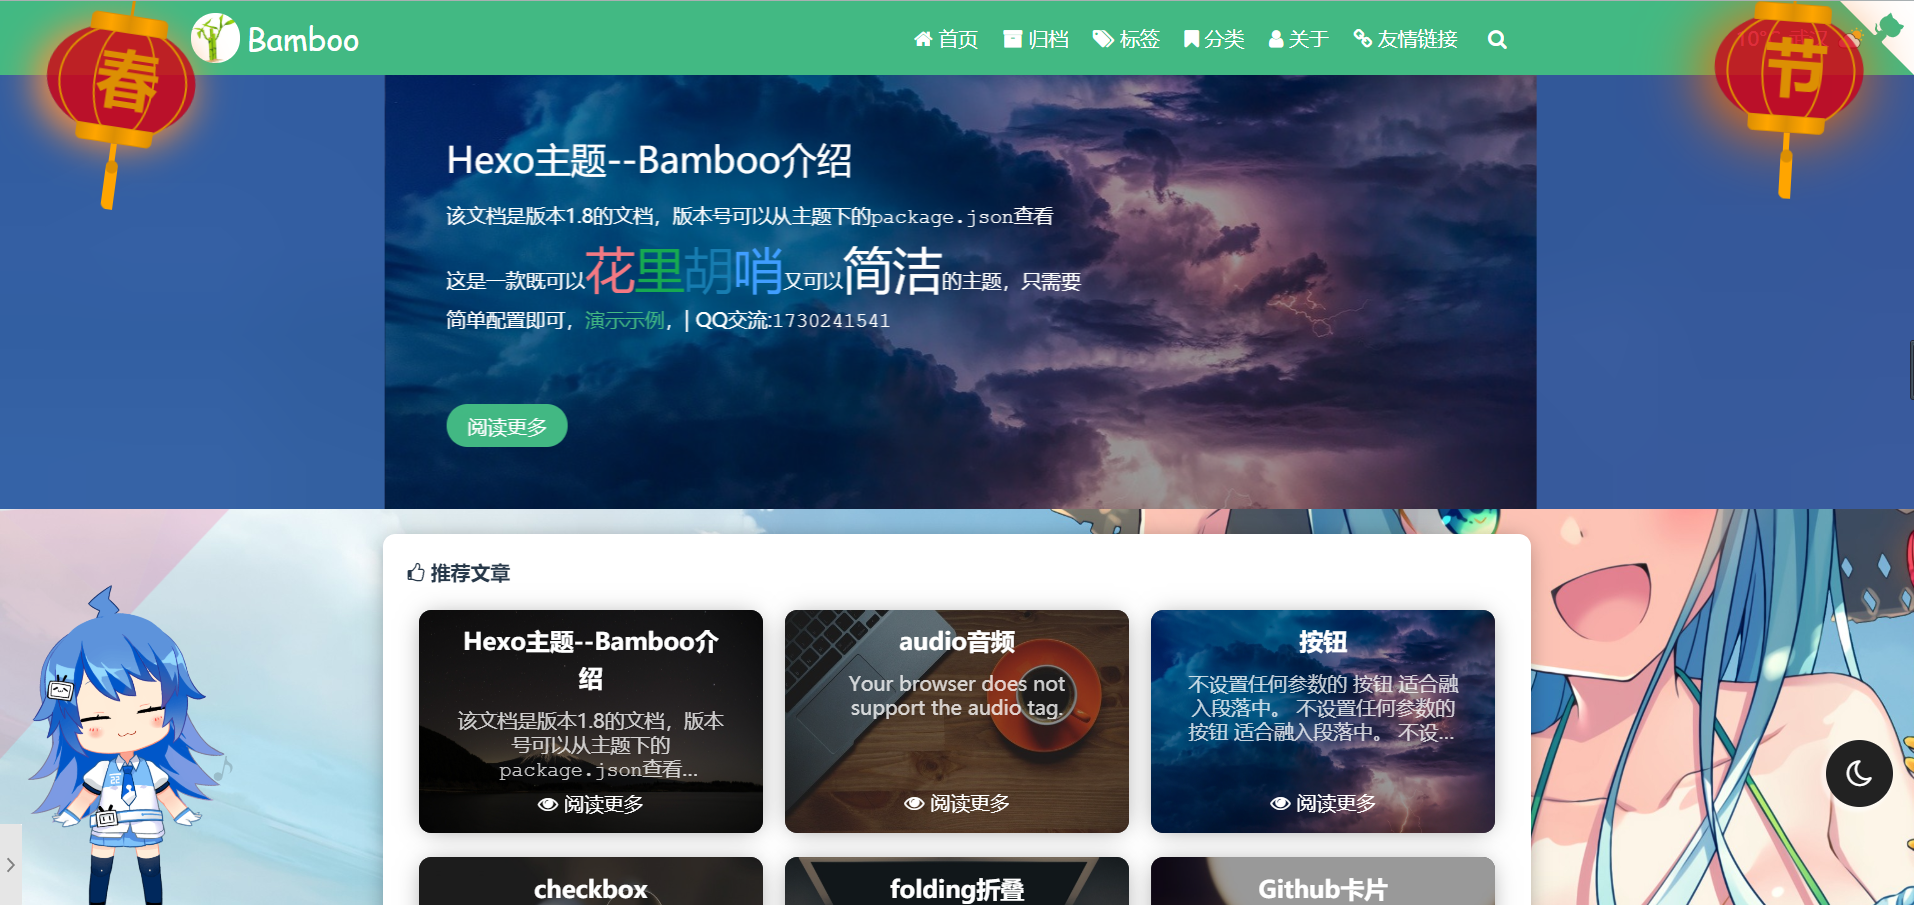 春
Bamboo
首页 归档 标签 分类 关于 友情链接
节
10°C 武汉
Hexo主题--Bamboo介绍
该文档是版本1.8的文档，版本号可以从主题下的package.json查看
这是一款既可以花里胡哨又可以简洁的主题，只需要
简单配置即可，演示示例，| QQ交流:1730241541
阅读更多
推荐文章
Hexo主题--Bamboo介
绍
该文档是版本1.8的文档，版本
号可以从主题下的
package.json查看...
阅读更多
audio音频
Your browser does not
support the audio tag.
阅读更多
按钮
不设置任何参数的 按钮 适合融
入段落中。 不设置任何参数的
按钮 适合融入段落中。 不设...
阅读更多
checkbox
folding折叠
Github卡片
22